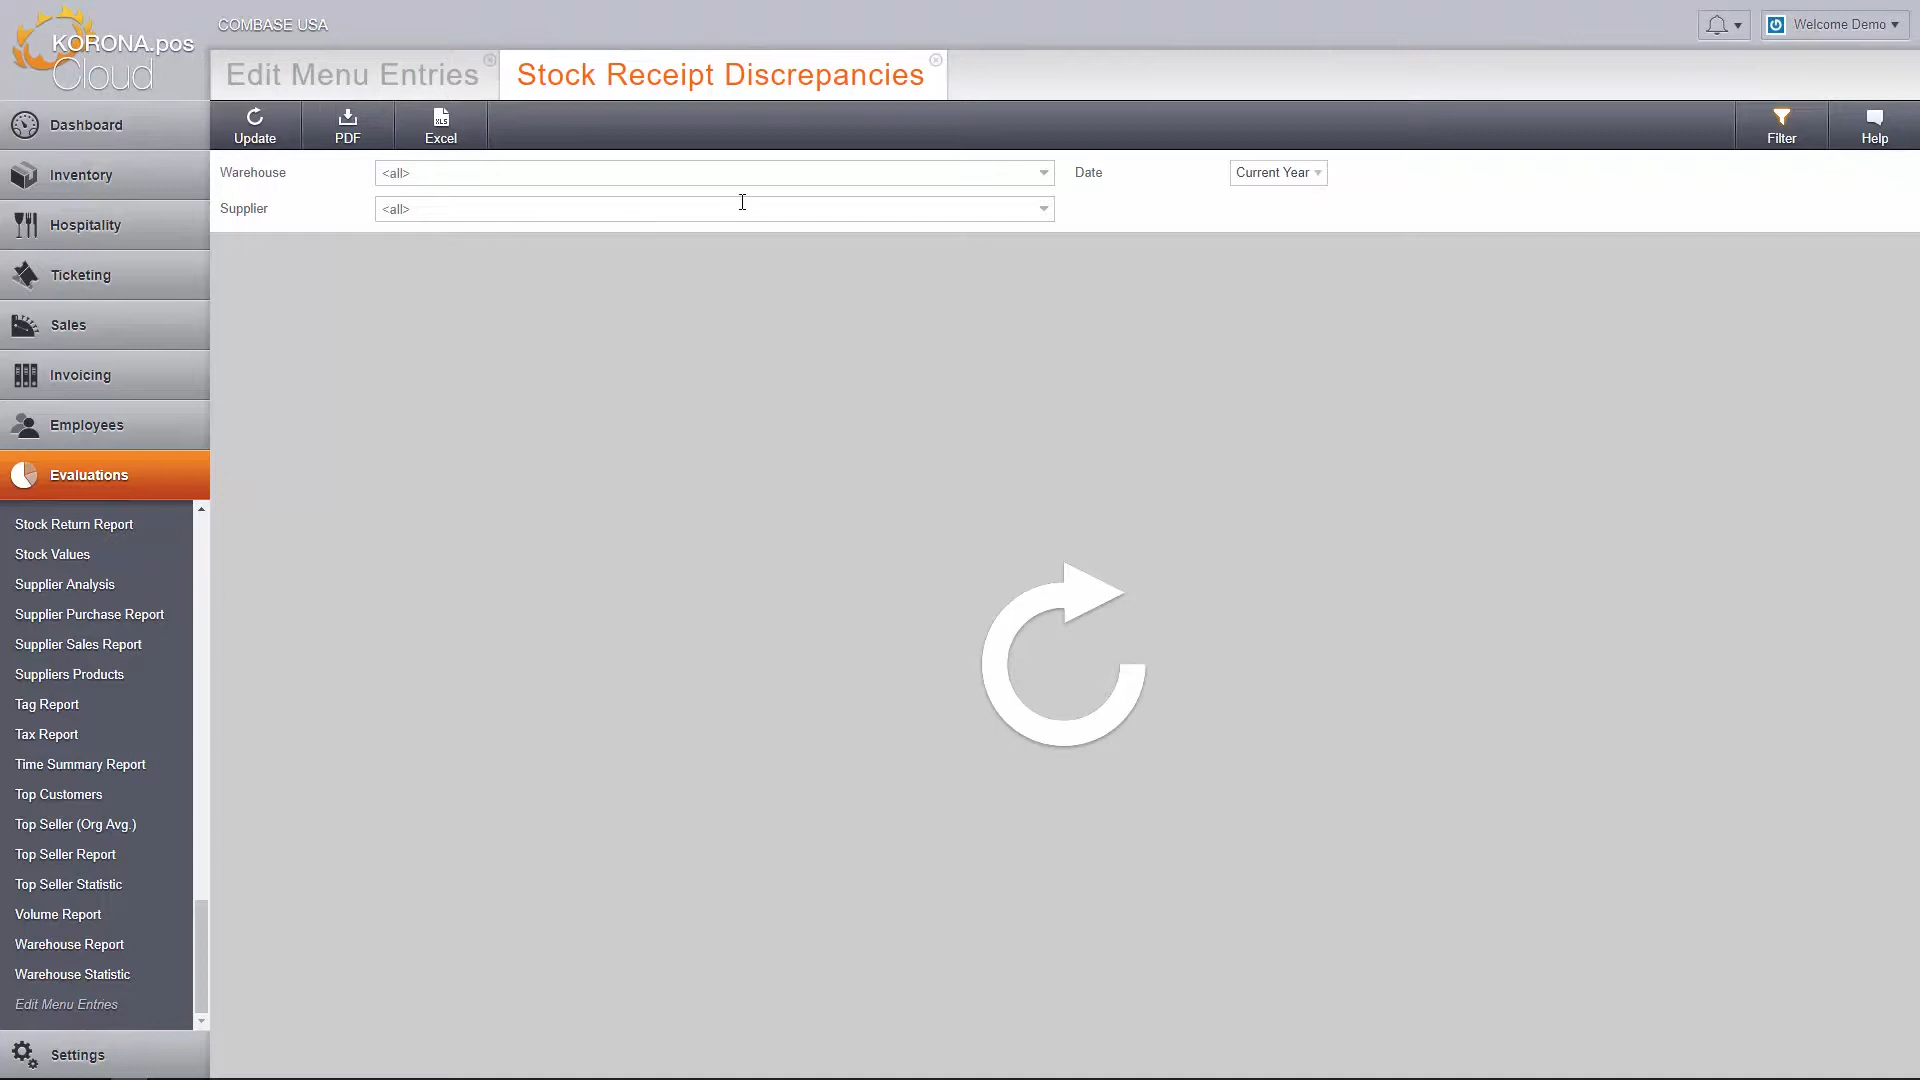 KORONA.pos
Cloud
COMBASE USA
Welcome Demo
Edit Menu Entries
Stock Receipt Discrepancies
Update
PDF
XLS
Excel
Filter
Help
Warehouse
<all>
Date
Current Year
Supplier
<all>
Dashboard
Inventory
Hospitality
Ticketing
Sales
Invoicing
Employees
Evaluations
Stock Return Report
Stock Values
Supplier Analysis
Supplier Purchase Report
Supplier Sales Report
Suppliers Products
Tag Report
Tax Report
Time Summary Report
Top Customers
Top Seller (Org Avg.)
Top Seller Report
Top Seller Statistic
Volume Report
Warehouse Report
Warehouse Statistic
Edit Menu Entries
Settings